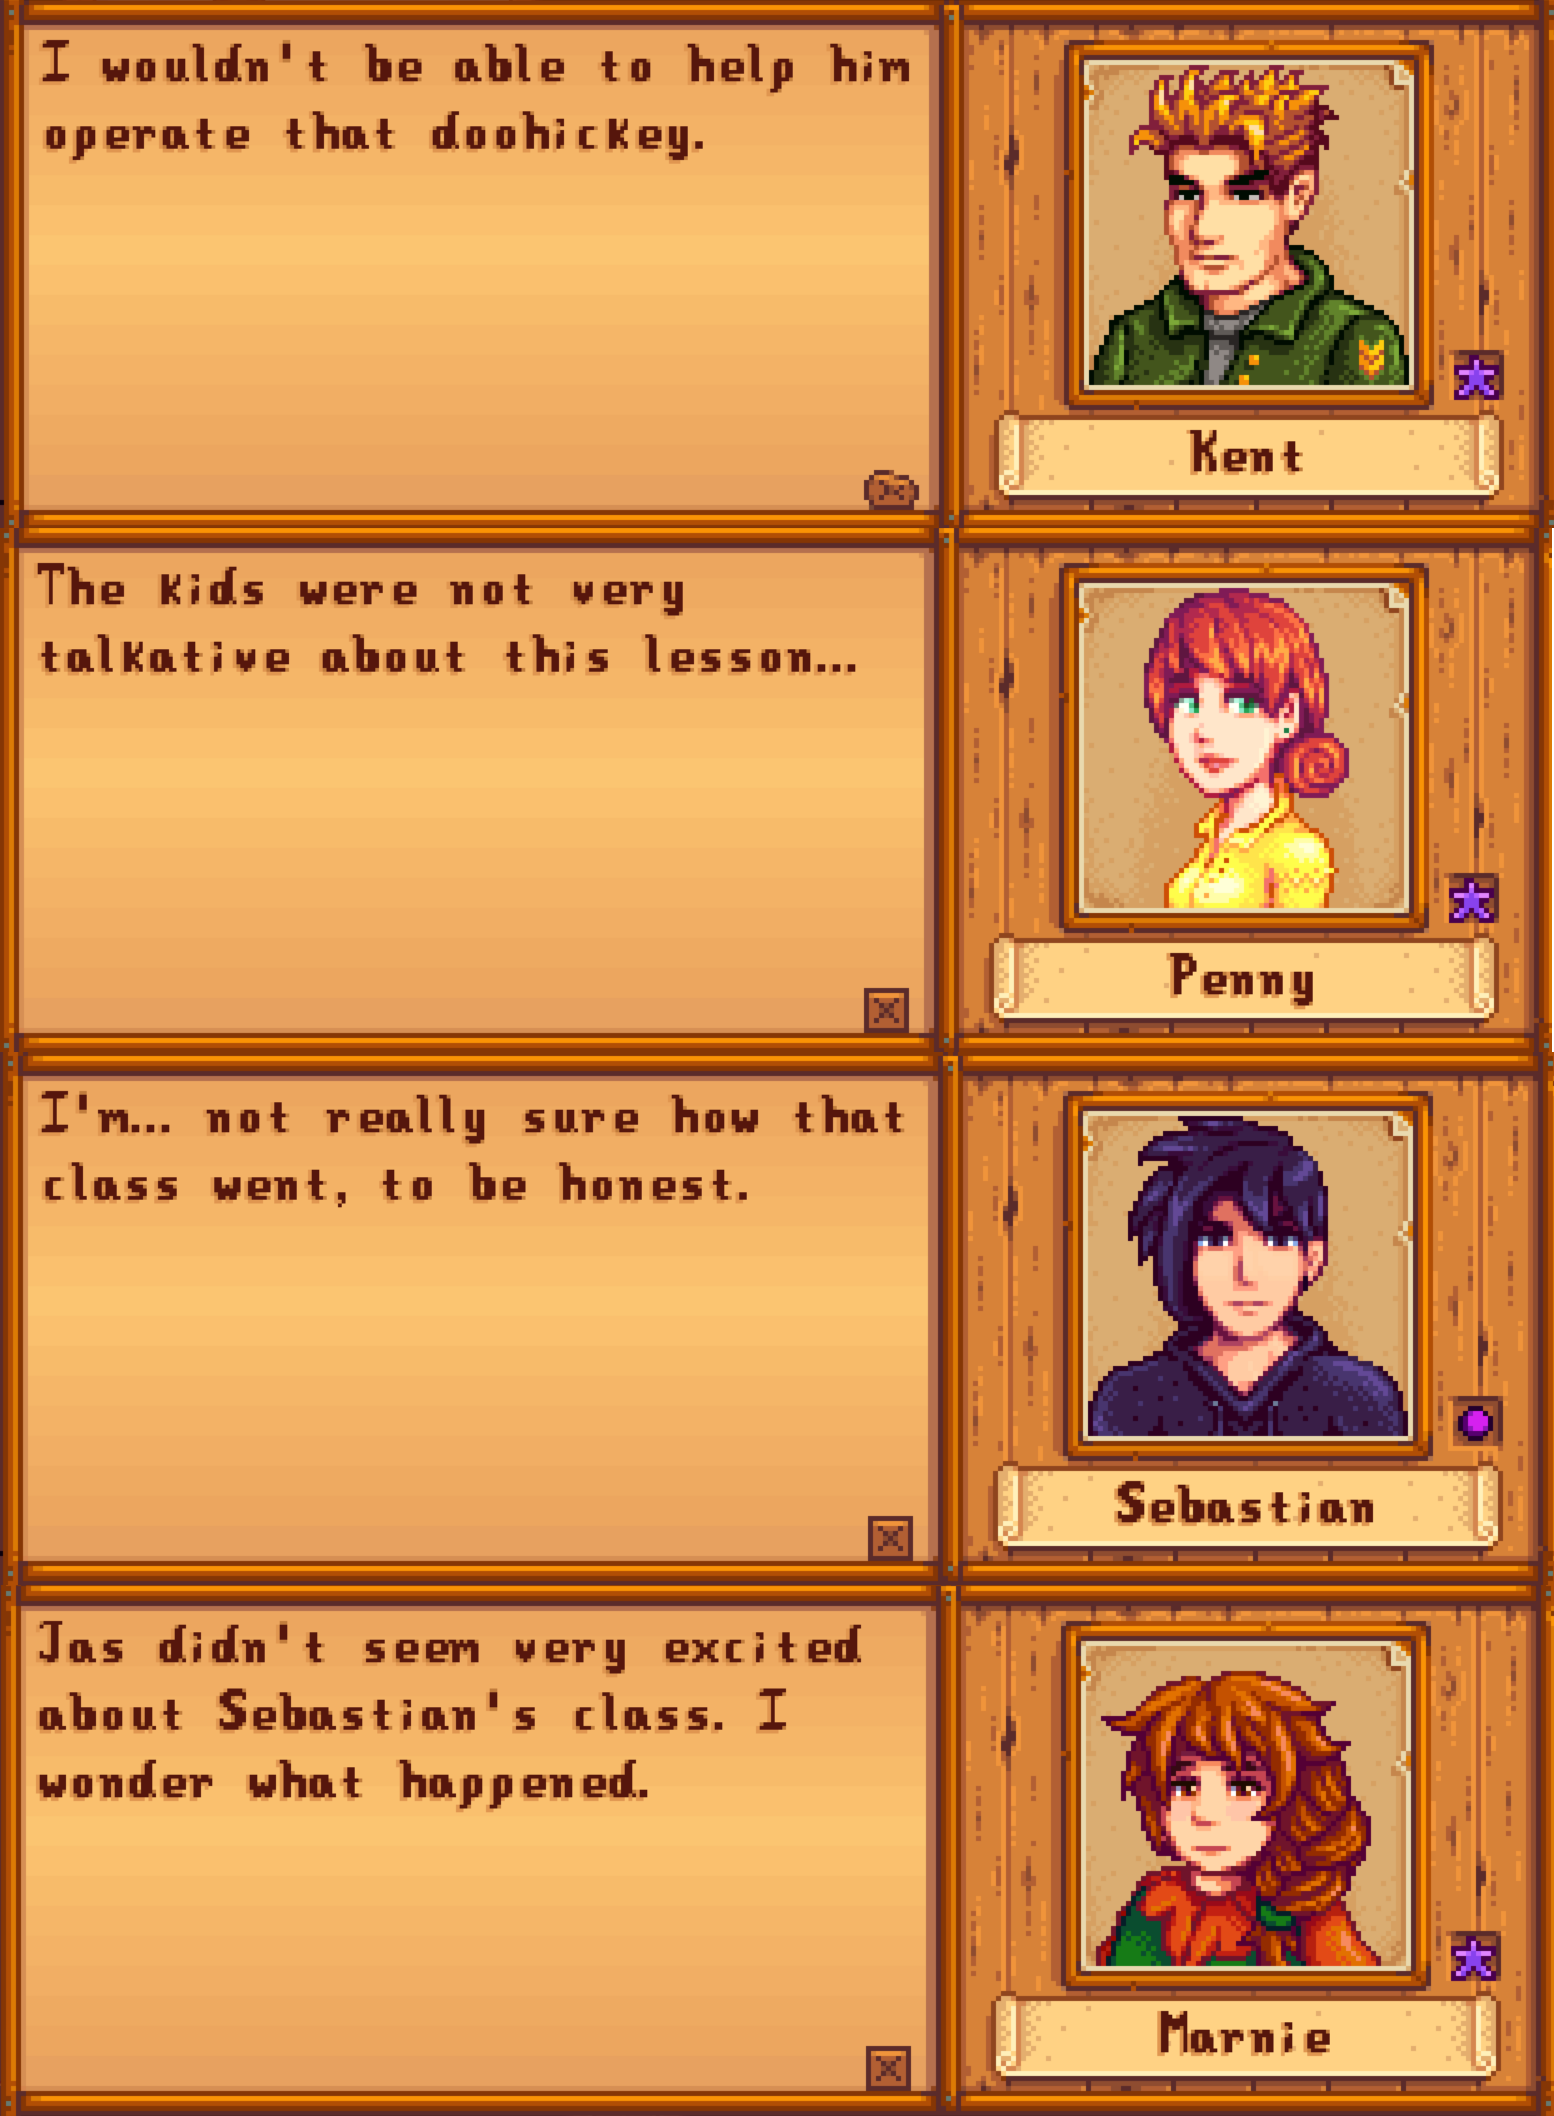 I wouldn't be able to help him
operate that doohickey.
Kent
The kids were not very
talkative about this lesson...
Penny
I'm... not really sure how that
class went, to be honest.
Sebastian
Jas didn't seem very excited
about Sebastian's class. I
wonder what happened.
Marnie